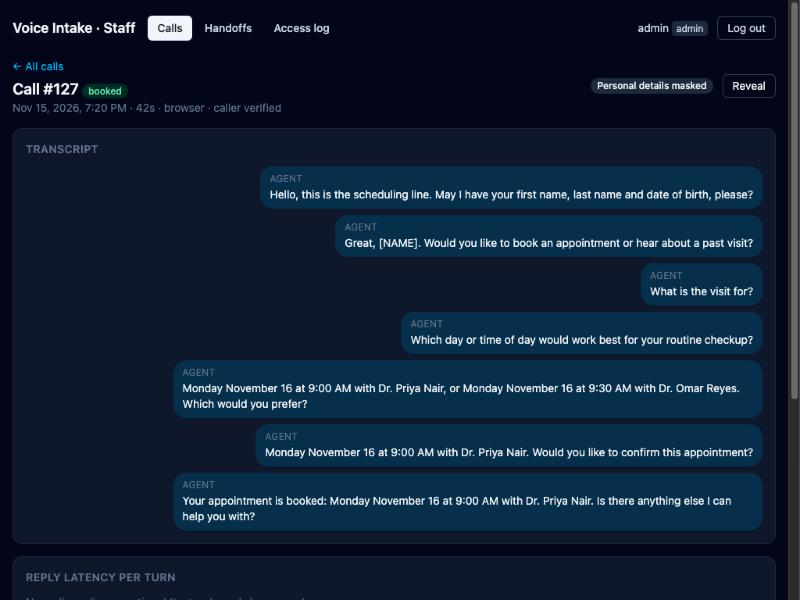 Voice Intake · Staff
Calls
Handoffs
Access log
admin admin
Log out
← All calls
Call #127 booked
Personal details masked
Reveal
Nov 15, 2026, 7:20 PM · 42s · browser · caller verified
TRANSCRIPT
AGENT
Hello, this is the scheduling line. May I have your first name, last name and date of birth, please?
AGENT
Great, [NAME]. Would you like to book an appointment or hear about a past visit?
AGENT
What is the visit for?
AGENT
Which day or time of day would work best for your routine checkup?
AGENT
Monday November 16 at 9:00 AM with Dr. Priya Nair, or Monday November 16 at 9:30 AM with Dr. Omar Reyes.
Which would you prefer?
AGENT
Monday November 16 at 9:00 AM with Dr. Priya Nair. Would you like to confirm this appointment?
AGENT
Your appointment is booked: Monday November 16 at 9:00 AM with Dr. Priya Nair. Is there anything else I can
help you with?
REPLY LATENCY PER TURN